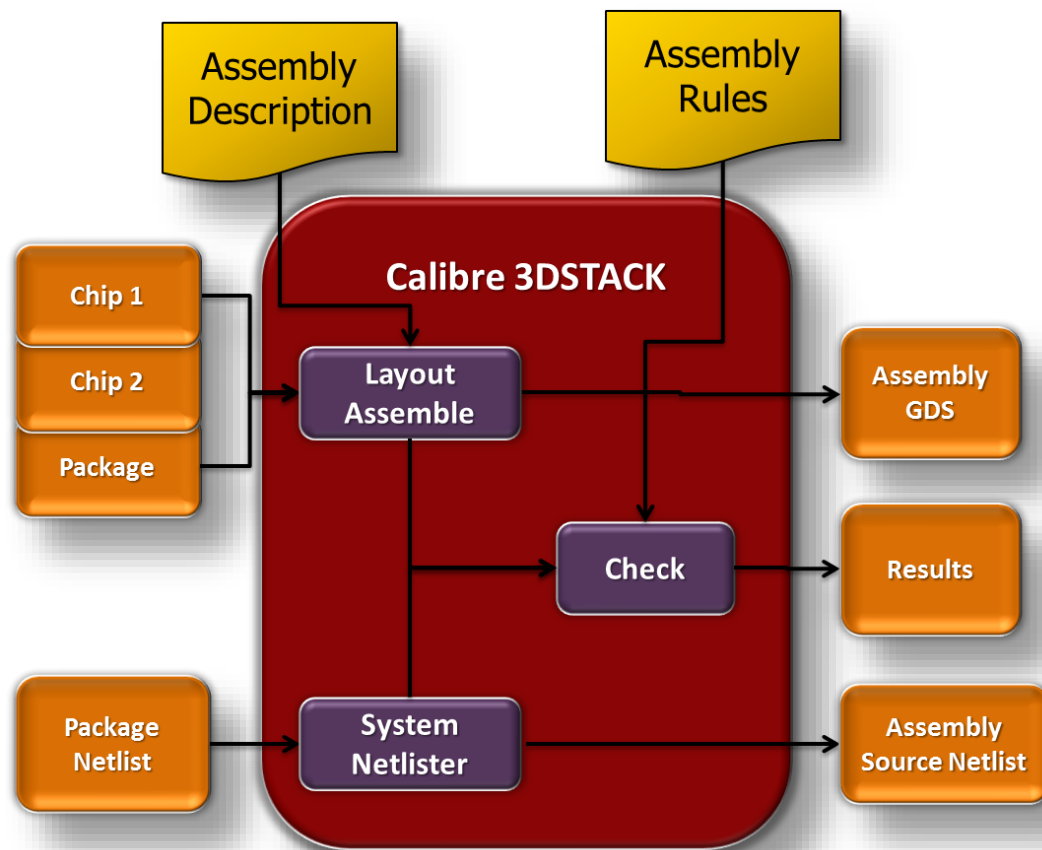 Assembly
Description
Assembly
Rules
Calibre 3DSTACK
Chip 1
Chip 2
Package
Layout
Assemble
Assembly
GDS
Check
Results
Package
Netlist
System
Netlister
Assembly
Source Netlist